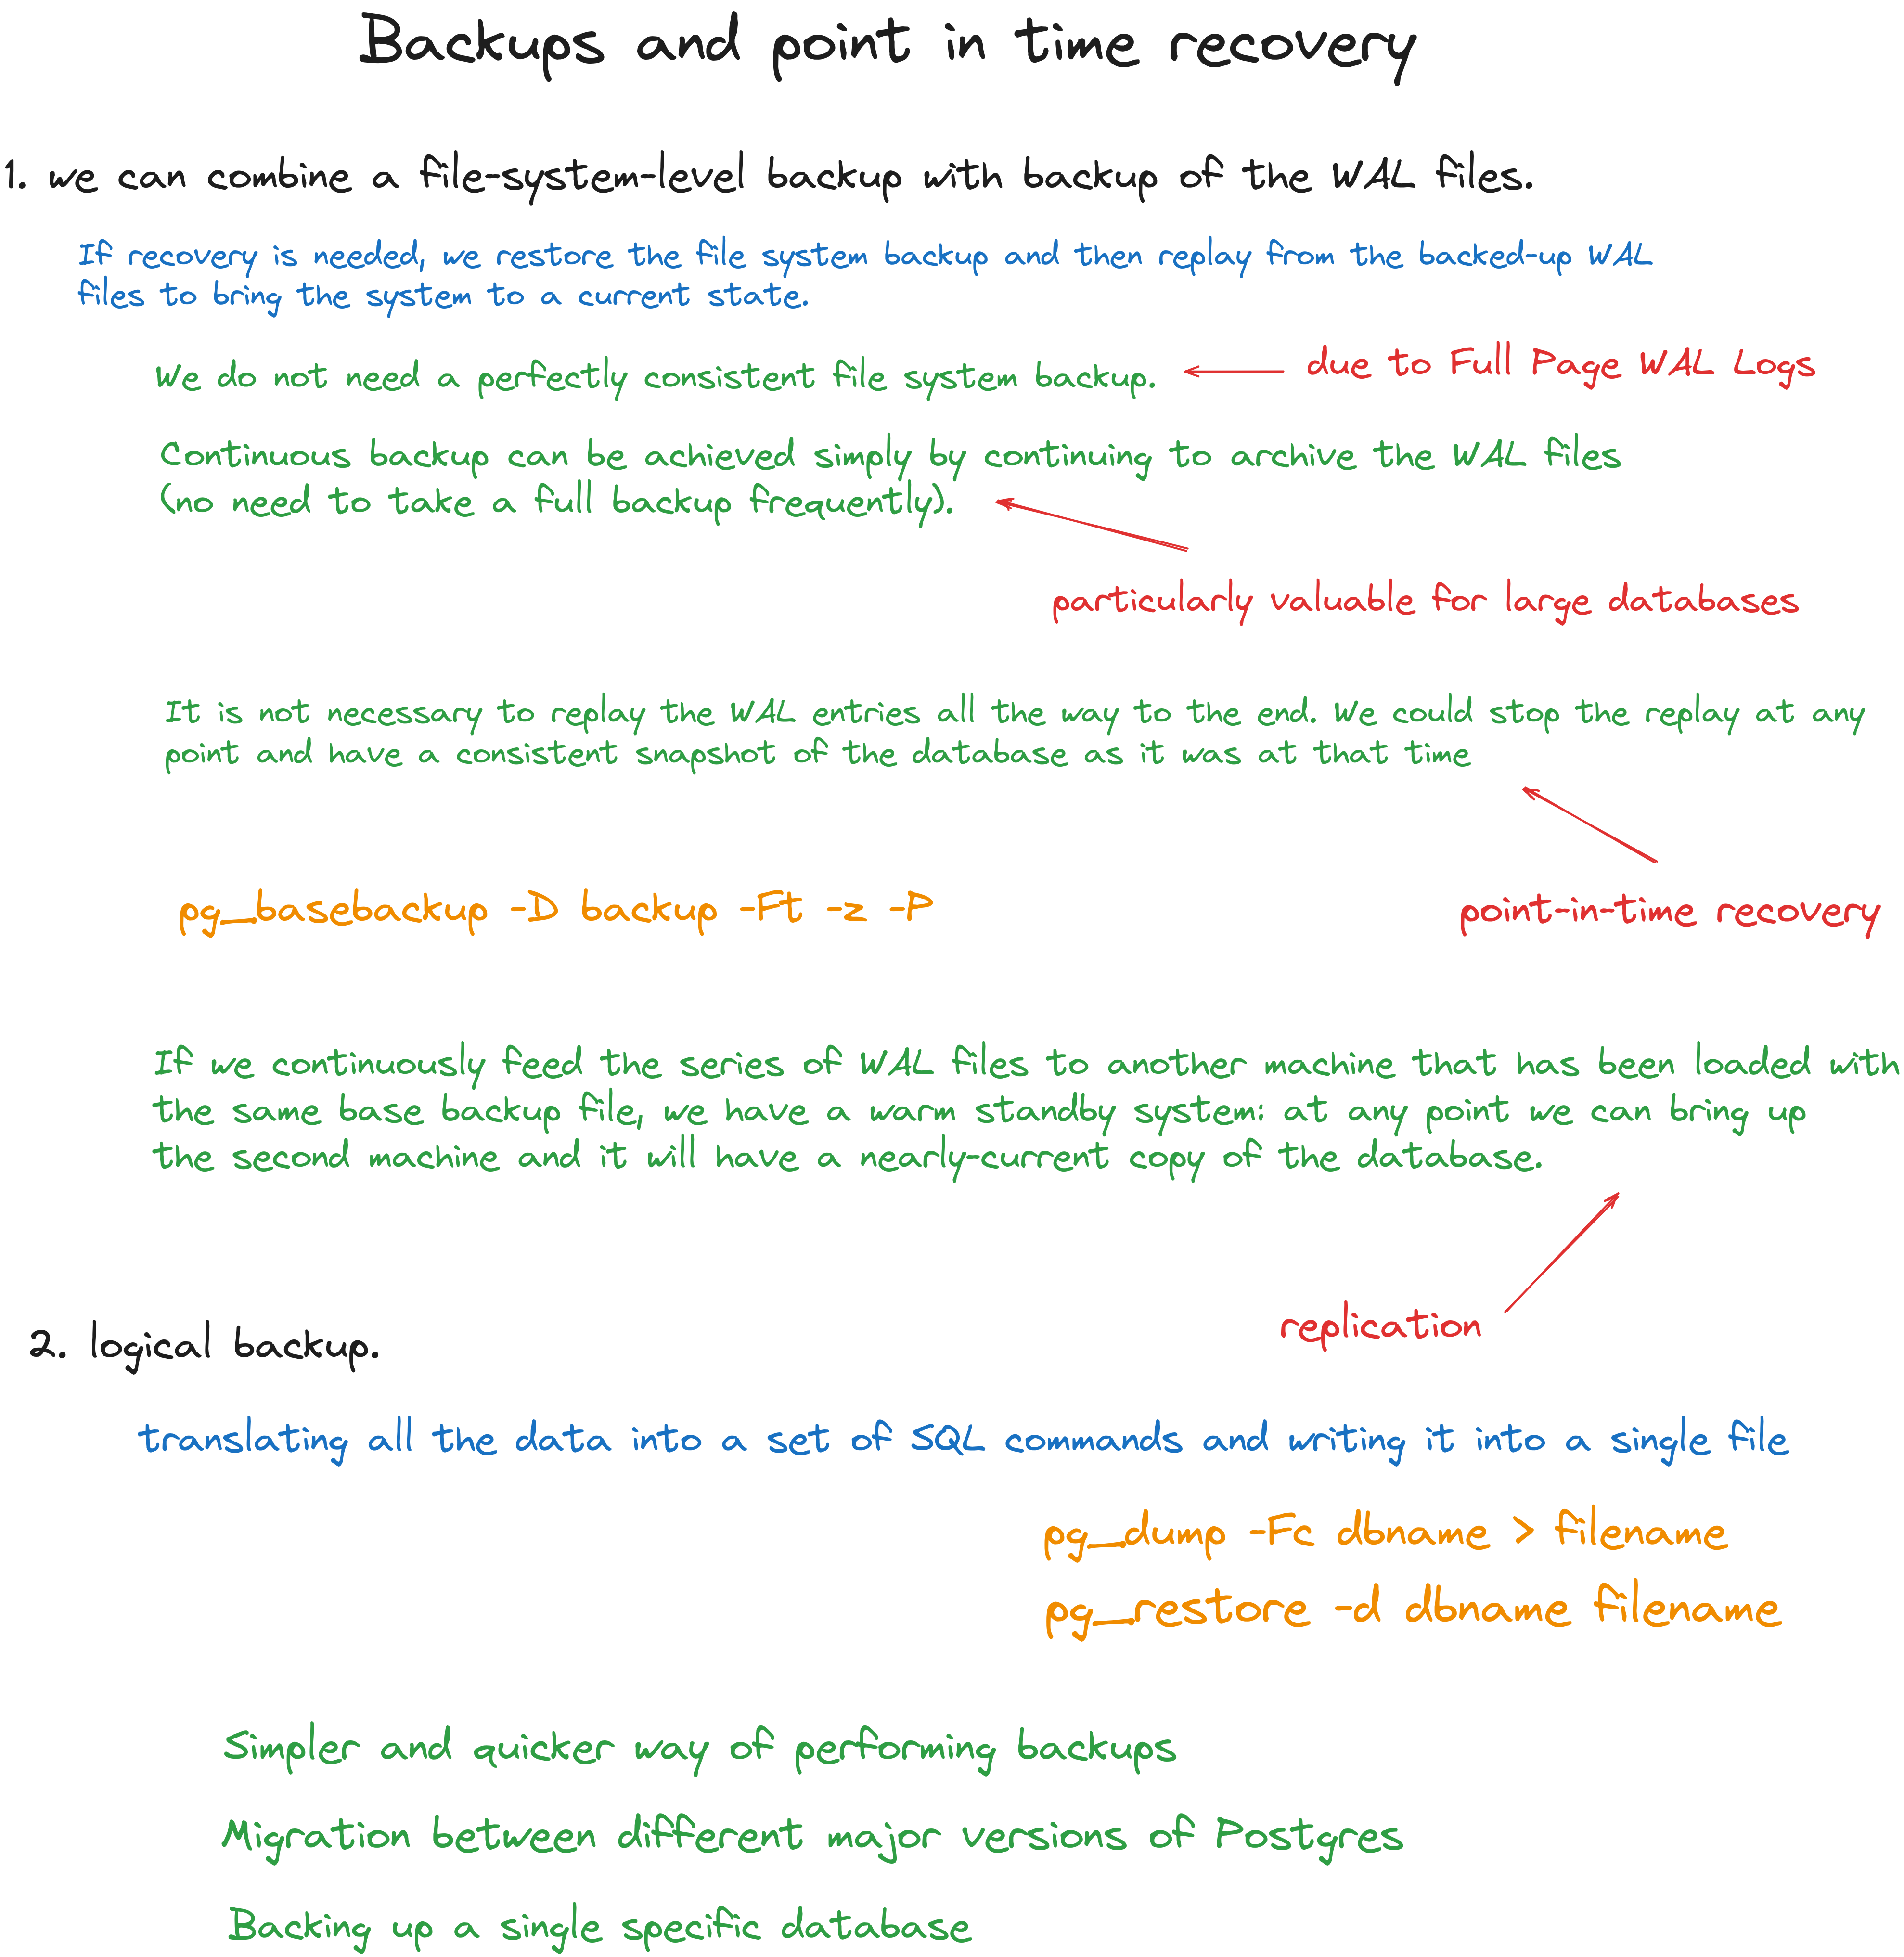 Backups and point in time recovery
1. we can combine a file-system-level backup with backup of the WAL files.
If recovery is needed, we restore the file system backup and then replay from the backed-up WAL
files to bring the system to a current state.
We do not need a perfectly consistent file system backup.
due to Full Page WAL Logs
Continuous backup can be achieved simply by continuing to archive the WAL files
(no need to take a full backup frequently).
particularly valuable for large databases
It is not necessary to replay the WAL entries all the way to the end. We could stop the replay at any
point and have a consistent snapshot of the database as it was at that time
pg_basebackup -D backup -Ft -z -P
point-in-time recovery
If we continuously feed the series of WAL files to another machine that has been loaded with
the same base backup file, we have a warm standby system: at any point we can bring up
the second machine and it will have a nearly-current copy of the database.
replication
2. logical backup.
translating all the data into a set of SQL commands and writing it into a single file
pg_dump -Fc dbname > filename
pg_restore -d dbname filename
Simpler and quicker way of performing backups
Migration between different major versions of Postgres
Backing up a single specific database